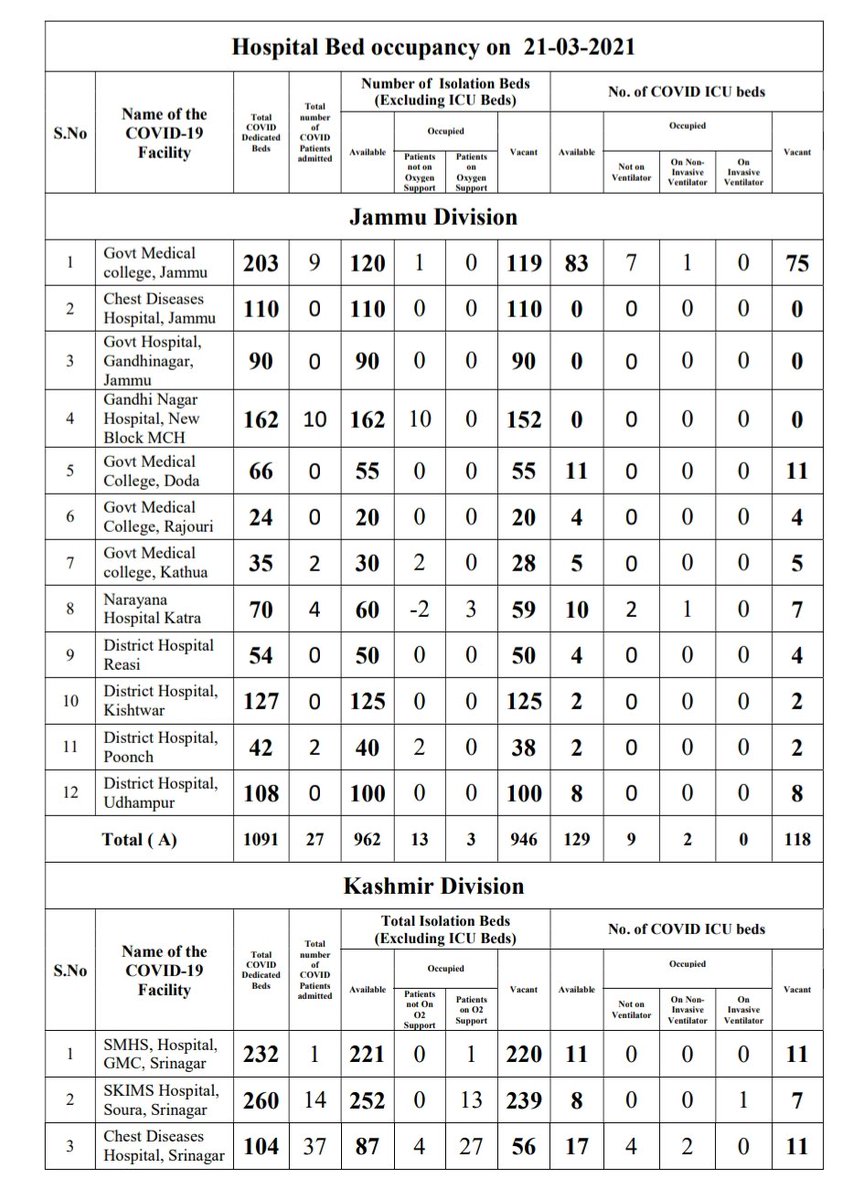 Hospital Bed occupancy on 21-03-2021
S.No
Name of the
COVID-19
Facility
Total
COVID
Dedicated
Beds
Total
number
of
COVID
Patients
admitted
Number of Isolation Beds
(Excluding ICU Beds)
No. of COVID ICU beds
Available
Occupied
Patients
not on
Oxygen
Support
Patients
on
Oxygen
Support
Vacant
Available
Occupied
Not on
Ventilator
On Non-
Invasive
Ventilator
On
Invasive
Ventilator
Vacant
Jammu Division
1 Govt Medical
college, Jammu 203 9 120 1 0 119 83 7 1 0 75
2 Chest Diseases
Hospital, Jammu 110 0 110 0 0 110 0 0 0 0 0
3 Govt Hospital,
Gandhinagar,
Jammu 90 0 90 0 0 90 0 0 0 0 0
4 Gandhi Nagar
Hospital, New
Block MCH 162 10 162 10 0 152 0 0 0 0 0
5 Govt Medical
College, Doda 66 0 55 0 0 55 11 0 0 0 11
6 Govt Medical
College, Rajouri 24 0 20 0 0 20 4 0 0 0 4
7 Govt Medical
college, Kathua 35 2 30 2 0 28 5 0 0 0 5
8 Narayana
Hospital Katra 70 4 60 -2 3 59 10 2 1 0 7
9 District Hospital
Reasi 54 0 50 0 0 50 4 0 0 0 4
10 District Hospital,
Kishtwar 127 0 125 0 0 125 2 0 0 0 2
11 District Hospital,
Poonch 42 2 40 2 0 38 2 0 0 0 2
12 District Hospital,
Udhampur 108 0 100 0 0 100 8 0 0 0 8
Total ( A) 1091 27 962 13 3 946 129 9 2 0 118
Kashmir Division
S.No
Name of the
COVID-19
Facility
Total
COVID
Dedicated
Beds
Total
number
of
COVID
Patients
admitted
Total Isolation Beds
(Excluding ICU Beds)
No. of COVID ICU beds
Available
Occupied
Patients
not On
O2
Support
Patients
on O2
Support
Vacant
Available
Occupied
Not on
Ventilator
On Non-
Invasive
Ventilator
On
Invasive
Ventilator
Vacant
1 SMHS, Hospital,
GMC, Srinagar 232 1 221 0 1 220 11 0 0 0 11
2 SKIMS Hospital,
Soura, Srinagar 260 14 252 0 13 239 8 0 0 1 7
3 Chest Diseases
Hospital, Srinagar 104 37 87 4 27 56 17 4 2 0 11